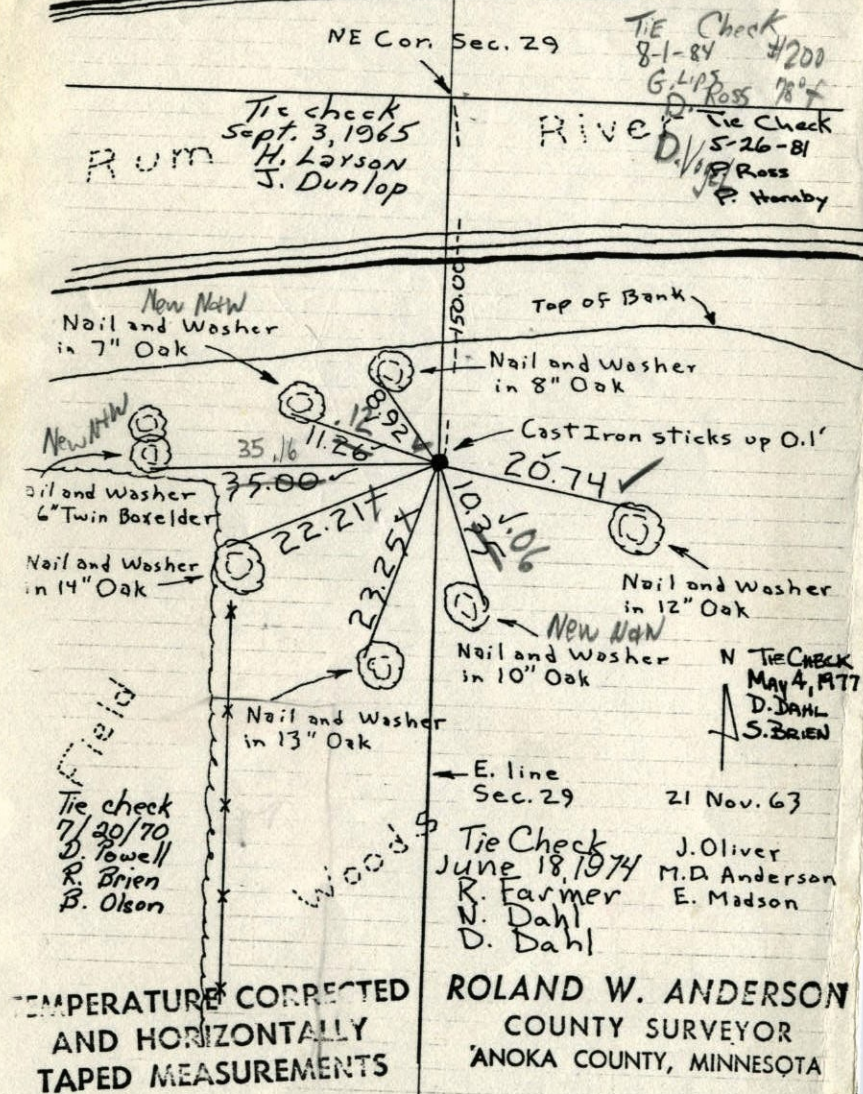 NE Cor. Sec. 29
TiE Check
8-1-84 #200
G. Lips
D. Ross 78°f
D. Vogel
Tie check
Sept. 3, 1965
H. Larson
J. Dunlop
Rum River
Tie Check
5-26-81
P. Ross
P. Hornby
150.00
Top of Bank
New N+W
Nail and Washer
in 7" Oak
Nail and Washer
in 8" Oak
8.92
.12
11.26
Cast Iron sticks up 0.1'
New N+W
35.16
35.00
20.74 ✓
ail and Washer
6" Twin Boxelder
22.21
23.25
10.35
.06
Nail and Washer
in 14" Oak
Nail and Washer
in 12" Oak
New N&W
Nail and Washer
in 10" Oak
Nail and Washer
in 13" Oak
N
TIE CHECK
May 4, 1977
D. DAHL
S. BRIEN
Field
E. line
Sec. 29
21 Nov. 63
J. Oliver
M.D. Anderson
E. Madson
Tie check
7/20/70
D. Powell
R. Brien
B. Olson
Woods
Tie Check
June 18, 1974
R. Farmer
N. Dahl
D. Dahl
TEMPERATURE CORRECTED
AND HORIZONTALLY
TAPED MEASUREMENTS
ROLAND W. ANDERSON
COUNTY SURVEYOR
ANOKA COUNTY, MINNESOTA